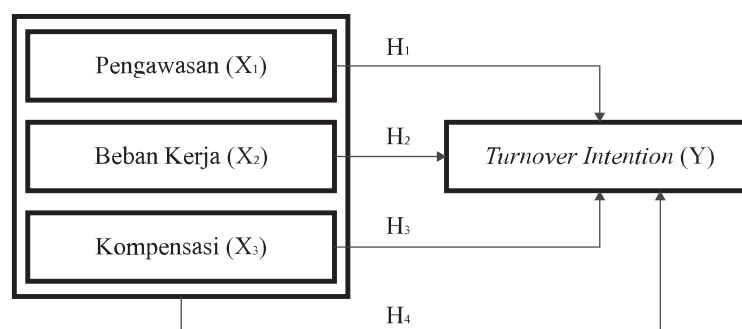 Pengawasan (X₁)
H₁
Beban Kerja (X₂)
H₂
Turnover Intention (Y)
Kompensasi (X₃)
H₃
H₄